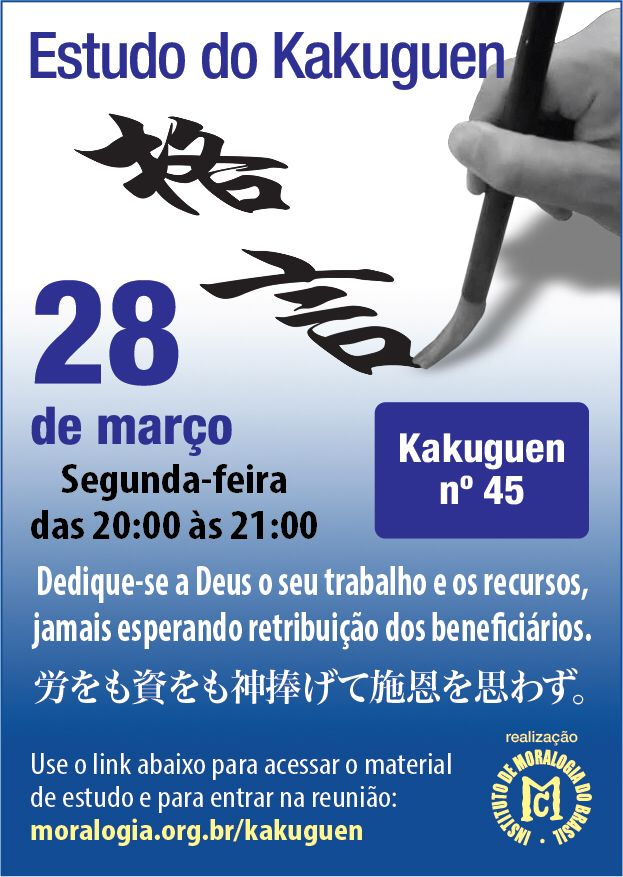 Estudo do Kakuguen
格
言
28
de março
Segunda-feira
das 20:00 às 21:00
Kakuguen
nº 45
Dedique-se a Deus o seu trabalho e os recursos,
jamais esperando retribuição dos beneficiários.
労をも資をも神捧げて施恩を思わず。
realização
INSTITUTO DE MORALOGIA DO BRASIL
Use o link abaixo para acessar o material
de estudo e para entrar na reunião:
moralogia.org.br/kakuguen